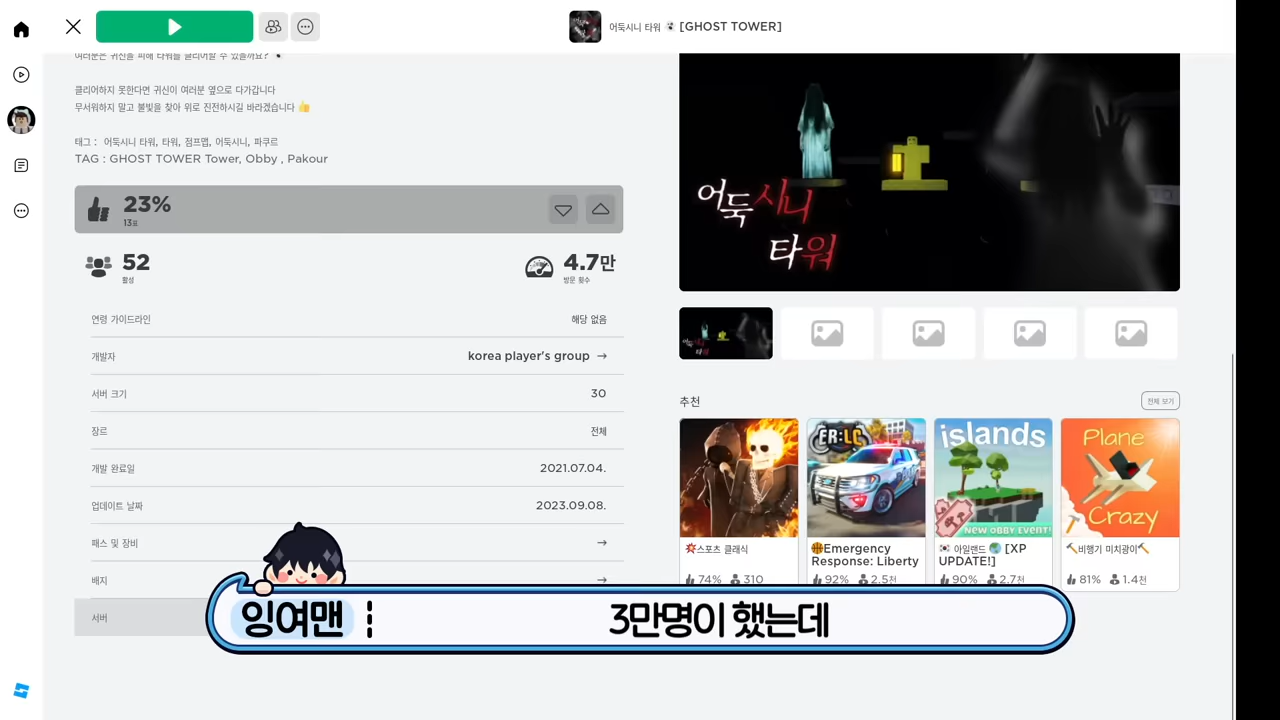 어둑시니 타워 [GHOST TOWER]
여러분은 귀신을 피해 타워를 클리어할 수 있을까요?
클리어하지 못한다면 귀신이 여러분 옆으로 다가갑니다
무서워하지 말고 불빛을 찾아 위로 진전하시길 바라겠습니다 👍
태그 : 어둑시니 타워, 타워, 점프맵, 어둑시니, 파쿠르
TAG : GHOST TOWER Tower, Obby , Pakour
23%
13표
52
활성
4.7만
방문 횟수
연령 가이드라인 해당 없음
개발자 korea player's group →
서버 크기 30
장르 전체
개발 완료일 2021.07.04.
업데이트 날짜 2023.09.08.
패스 및 장비 →
배지 →
서버
어둑시니
타워
어둑시니
타워
추천
전체 보기
ER:LC
islands
NEW OBBY EVENT!
Plane
Crazy
💥스포츠 클래식
74% 310
🏀Emergency
Response: Liberty
92% 2.5천
🇰🇷 아일랜드 🌎 [XP
UPDATE!]
90% 2.7천
🔨비행기 미치광이🔨
81% 1.4천
잉여맨 : 3만명이 했는데